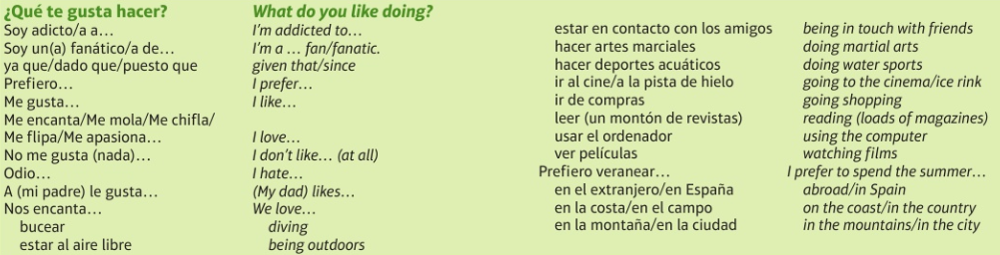 ¿Qué te gusta hacer? What do you like doing?
Soy adicto/a a… I'm addicted to…
Soy un(a) fanático/a de… I'm a … fan/fanatic.
ya que/dado que/puesto que given that/since
Prefiero… I prefer…
Me gusta… I like…
Me encanta/Me mola/Me chifla/
Me flipa/Me apasiona… I love…
No me gusta (nada)… I don't like… (at all)
Odio… I hate…
A (mi padre) le gusta… (My dad) likes…
Nos encanta… We love…
bucear diving
estar al aire libre being outdoors
estar en contacto con los amigos being in touch with friends
hacer artes marciales doing martial arts
hacer deportes acuáticos doing water sports
ir al cine/a la pista de hielo going to the cinema/ice rink
ir de compras going shopping
leer (un montón de revistas) reading (loads of magazines)
usar el ordenador using the computer
ver películas watching films
Prefiero veranear… I prefer to spend the summer…
en el extranjero/en España abroad/in Spain
en la costa/en el campo on the coast/in the country
en la montaña/en la ciudad in the mountains/in the city